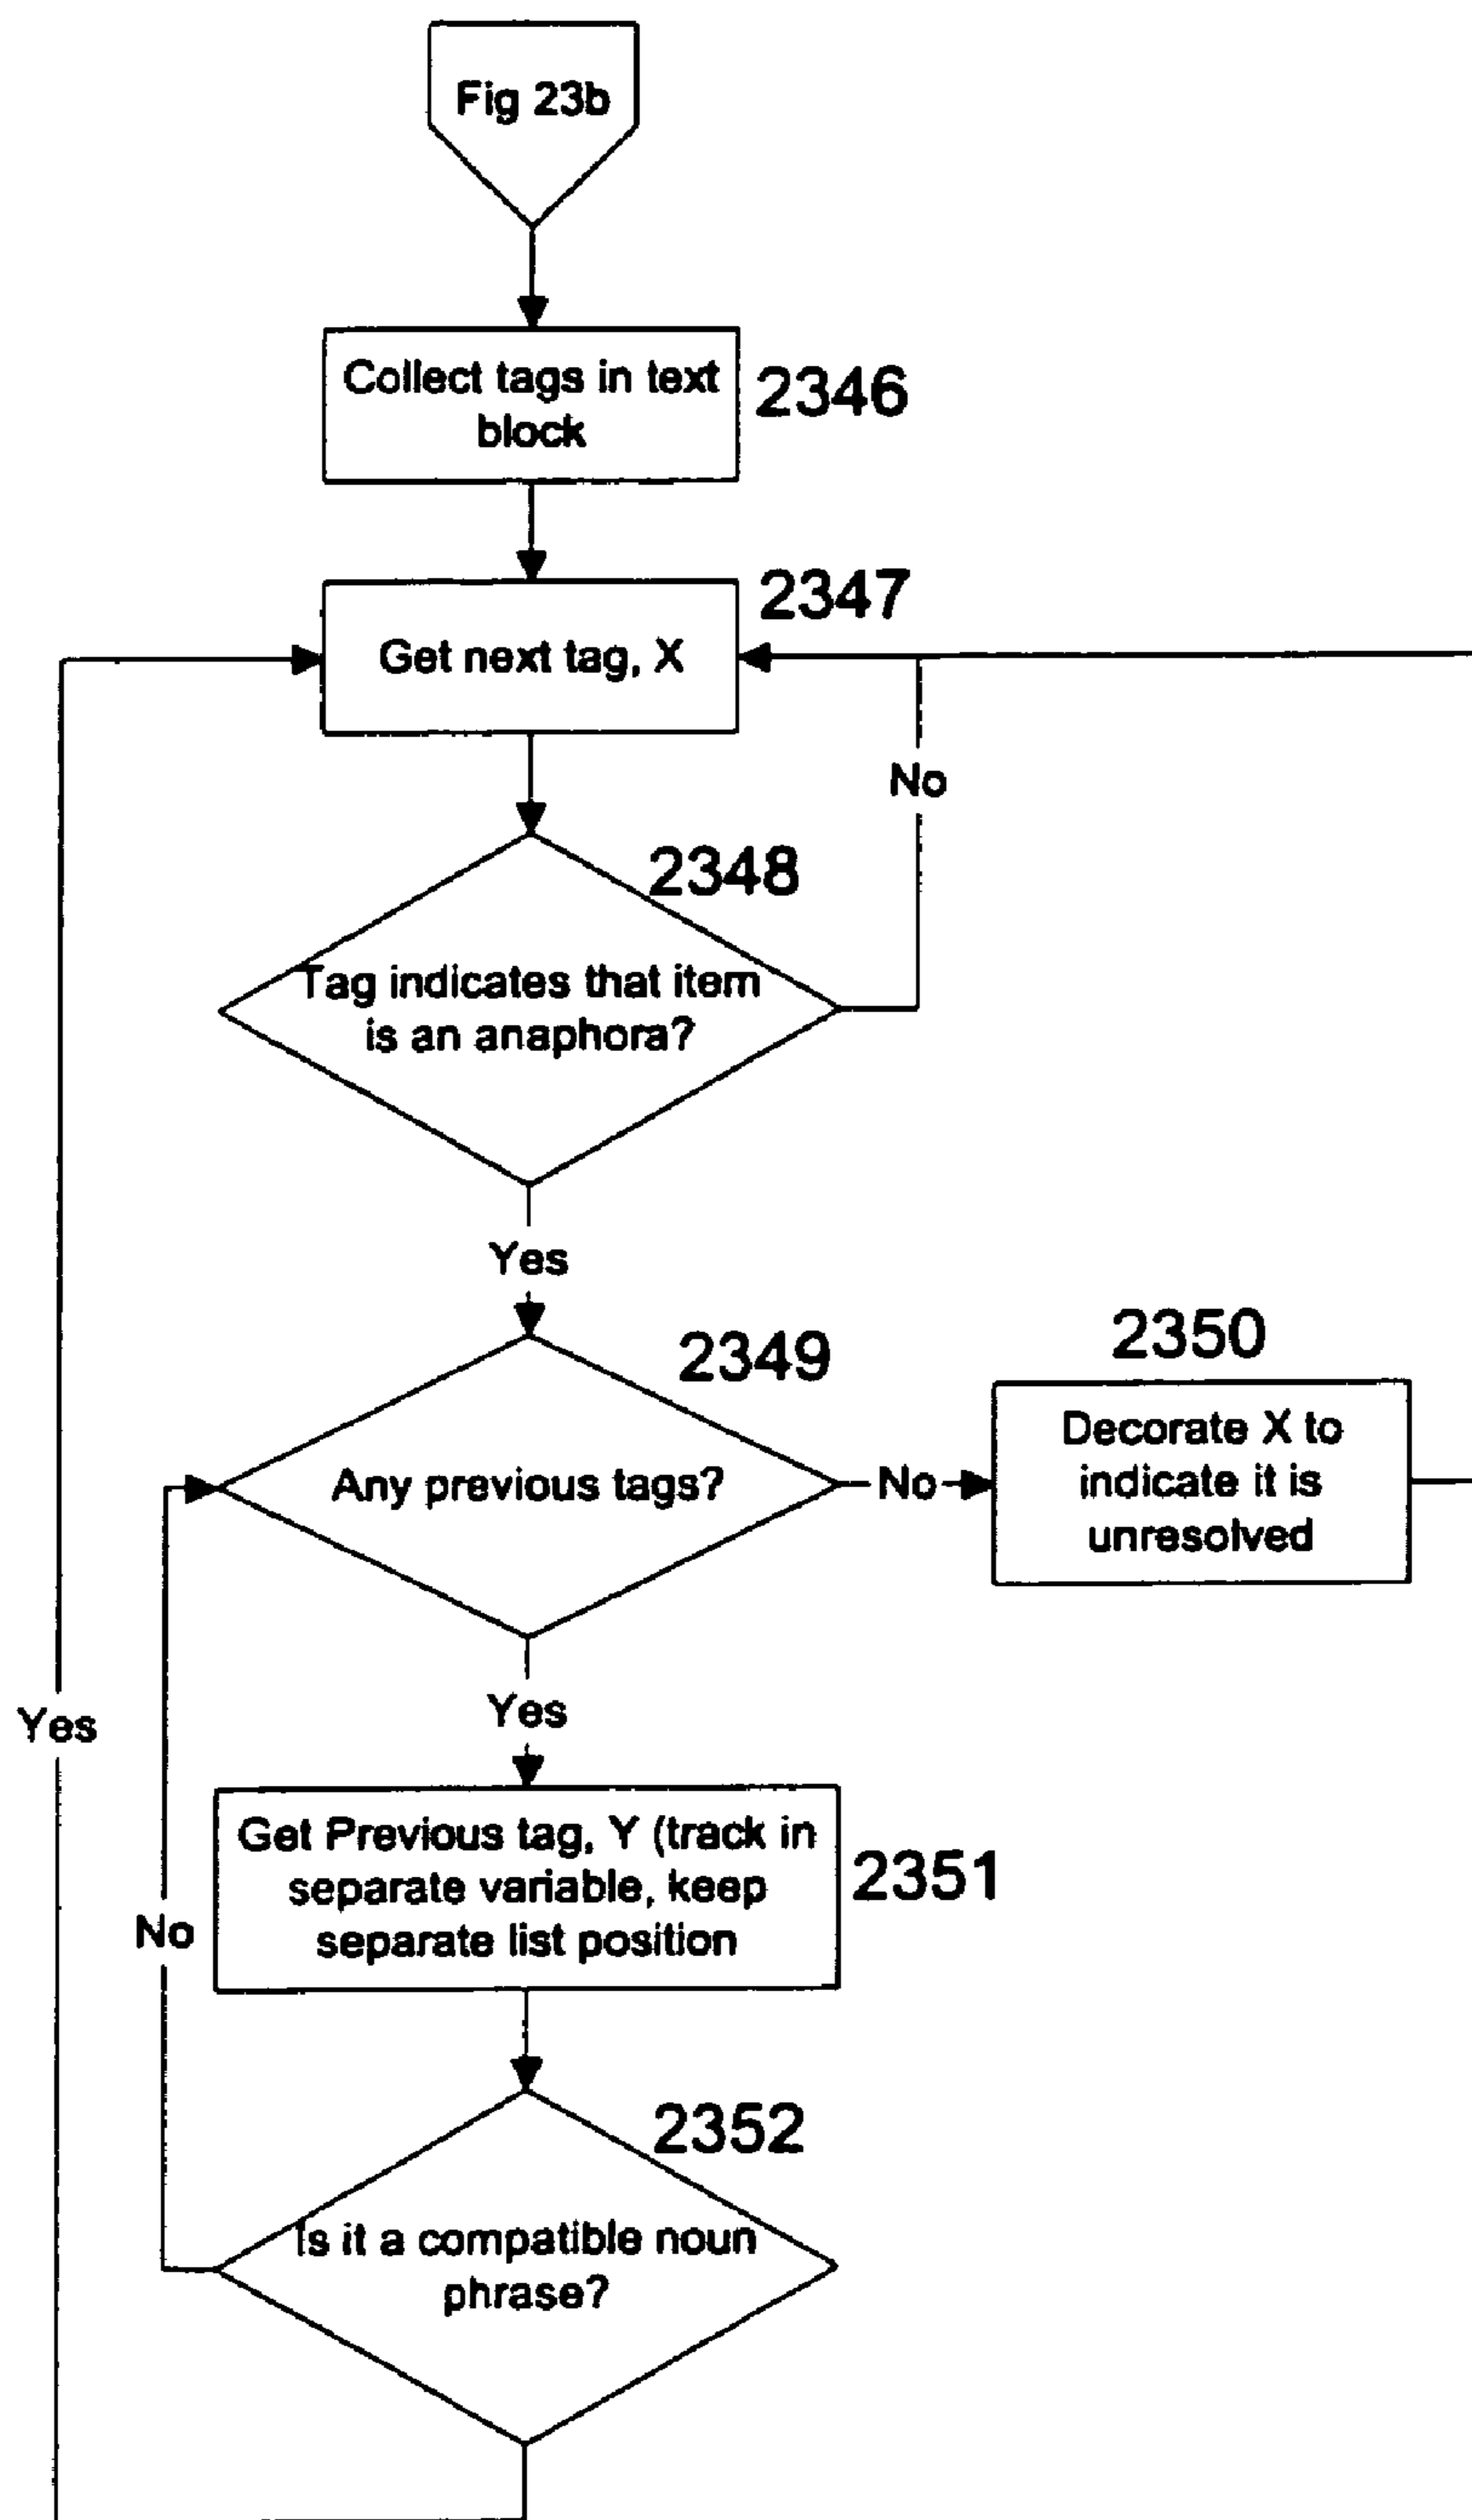 Fig 23b
Collect tags in text
block
2346
2347
Get next tag, X
No
2348
Tag indicates that item
is an anaphora?
Yes
2349
2350
Any previous tags?
No
Decorate X to
indicate it is
unresolved
Yes
Yes
Get Previous tag, Y (track in
separate variable, keep
separate list position
2351
No
2352
Is it a compatible noun
phrase?